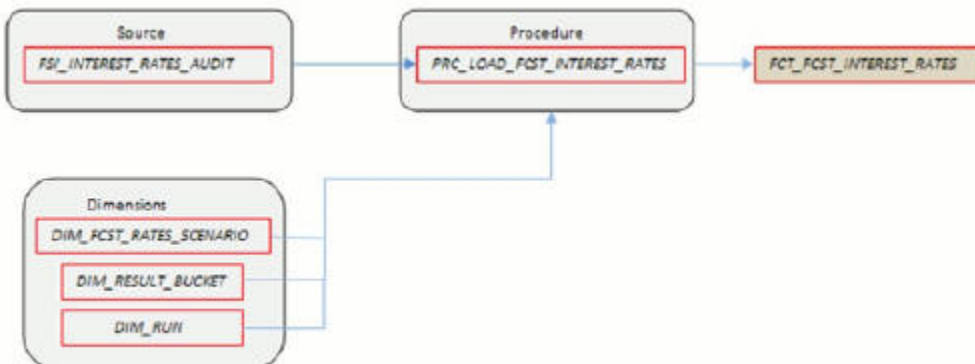 Source
FSI_INTEREST_RATES_AUDIT
Procedure
PRC_LOAD_FCST_INTEREST_RATES
FCT_FCST_INTEREST_RATES
Dimensions
DIM_FCST_RATES_SCENARIO
DIM_RESULT_BUCKET
DIM_RUN